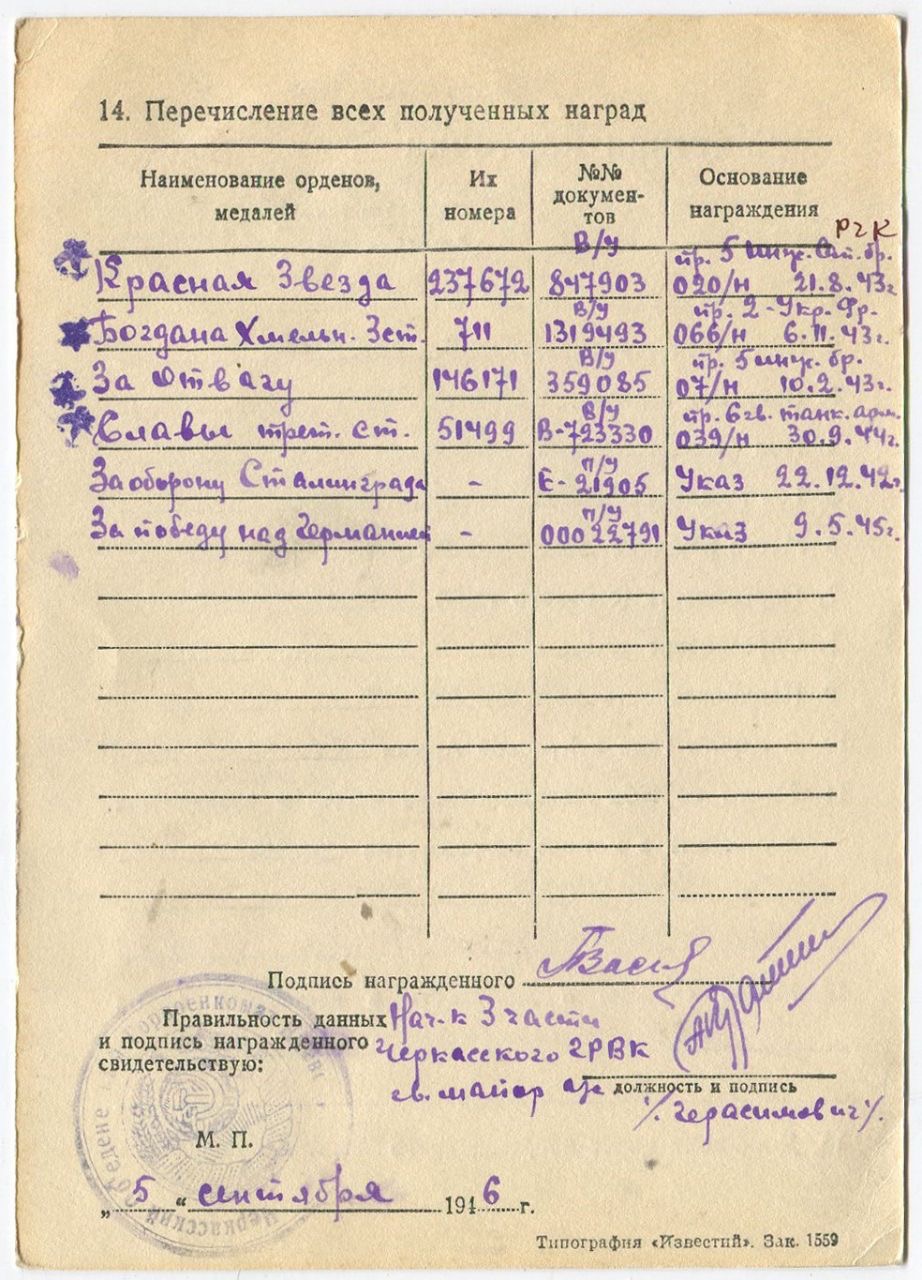 14. Перечисление всех полученных наград
Наименование орденов, медалей
Их номера
№№ документов
Основание награждения
РгК
В/у пр. 5 инж. бр.
Красная Звезда 237672 847903 020/н 21.8.43г.
В/у пр. 2-Укр. Фр.
Богдана Хмельн. 3 ст. 711 1319493 066/н 6.11.43г.
В/у пр. 5 инж. бр.
За Отвагу 146171 359085 07/н 10.2.43г.
В/у пр. 6 гв. танк. арм.
Славы трет. ст. 51499 В-723330 039/н 30.9.44г.
п/у
За оборону Сталинграда - Е-21905 Указ 22.12.42г.
п/у
За победу над Германией - 00022791 Указ 9.5.45г.
Подпись награжденного
Правильность данных
и подпись награжденного
свидетельствую:
Нач-к 3 части
Черкасского ГРВК
гв. майор а/с
должность и подпись
/Герасимович/.
М. П.
„5“ сентября 1946 г.
Типография «Известий». Зак. 1559